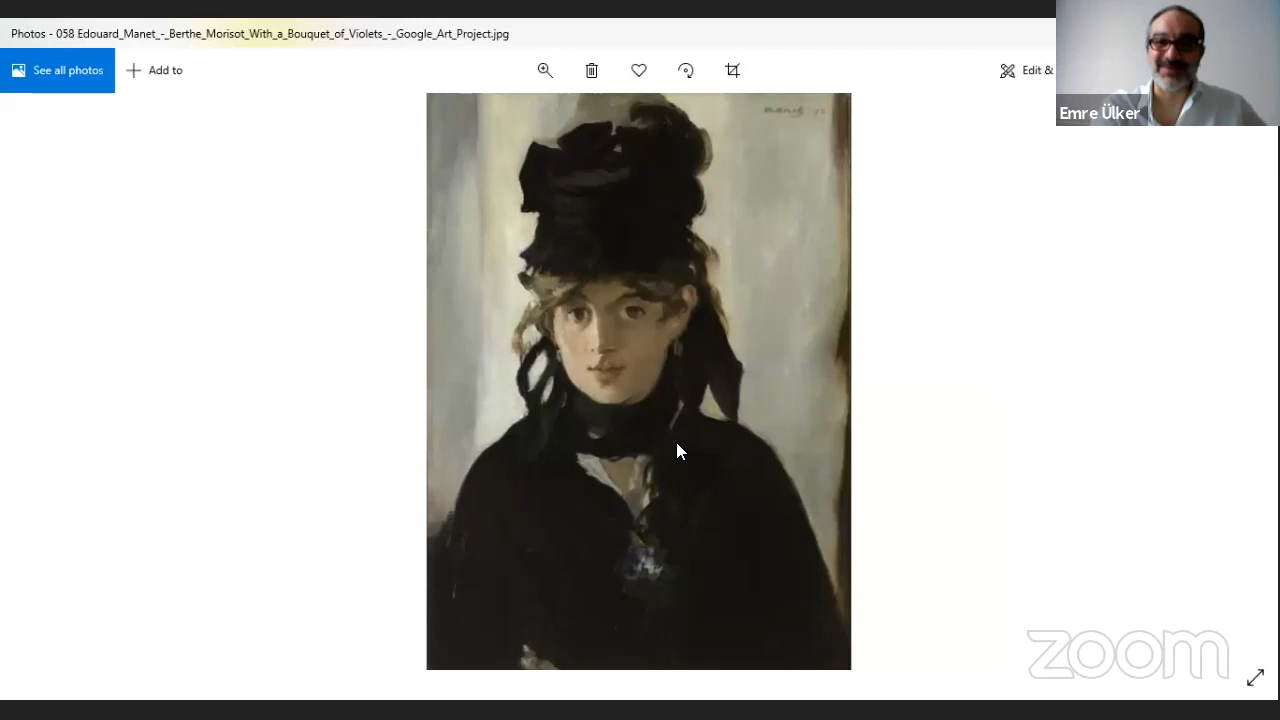 Photos - 058 Edouard_Manet_-_Berthe_Morisot_With_a_Bouquet_of_Violets_-_Google_Art_Project.jpg
See all photos
Add to
Edit &
Emre Ülker
zoom